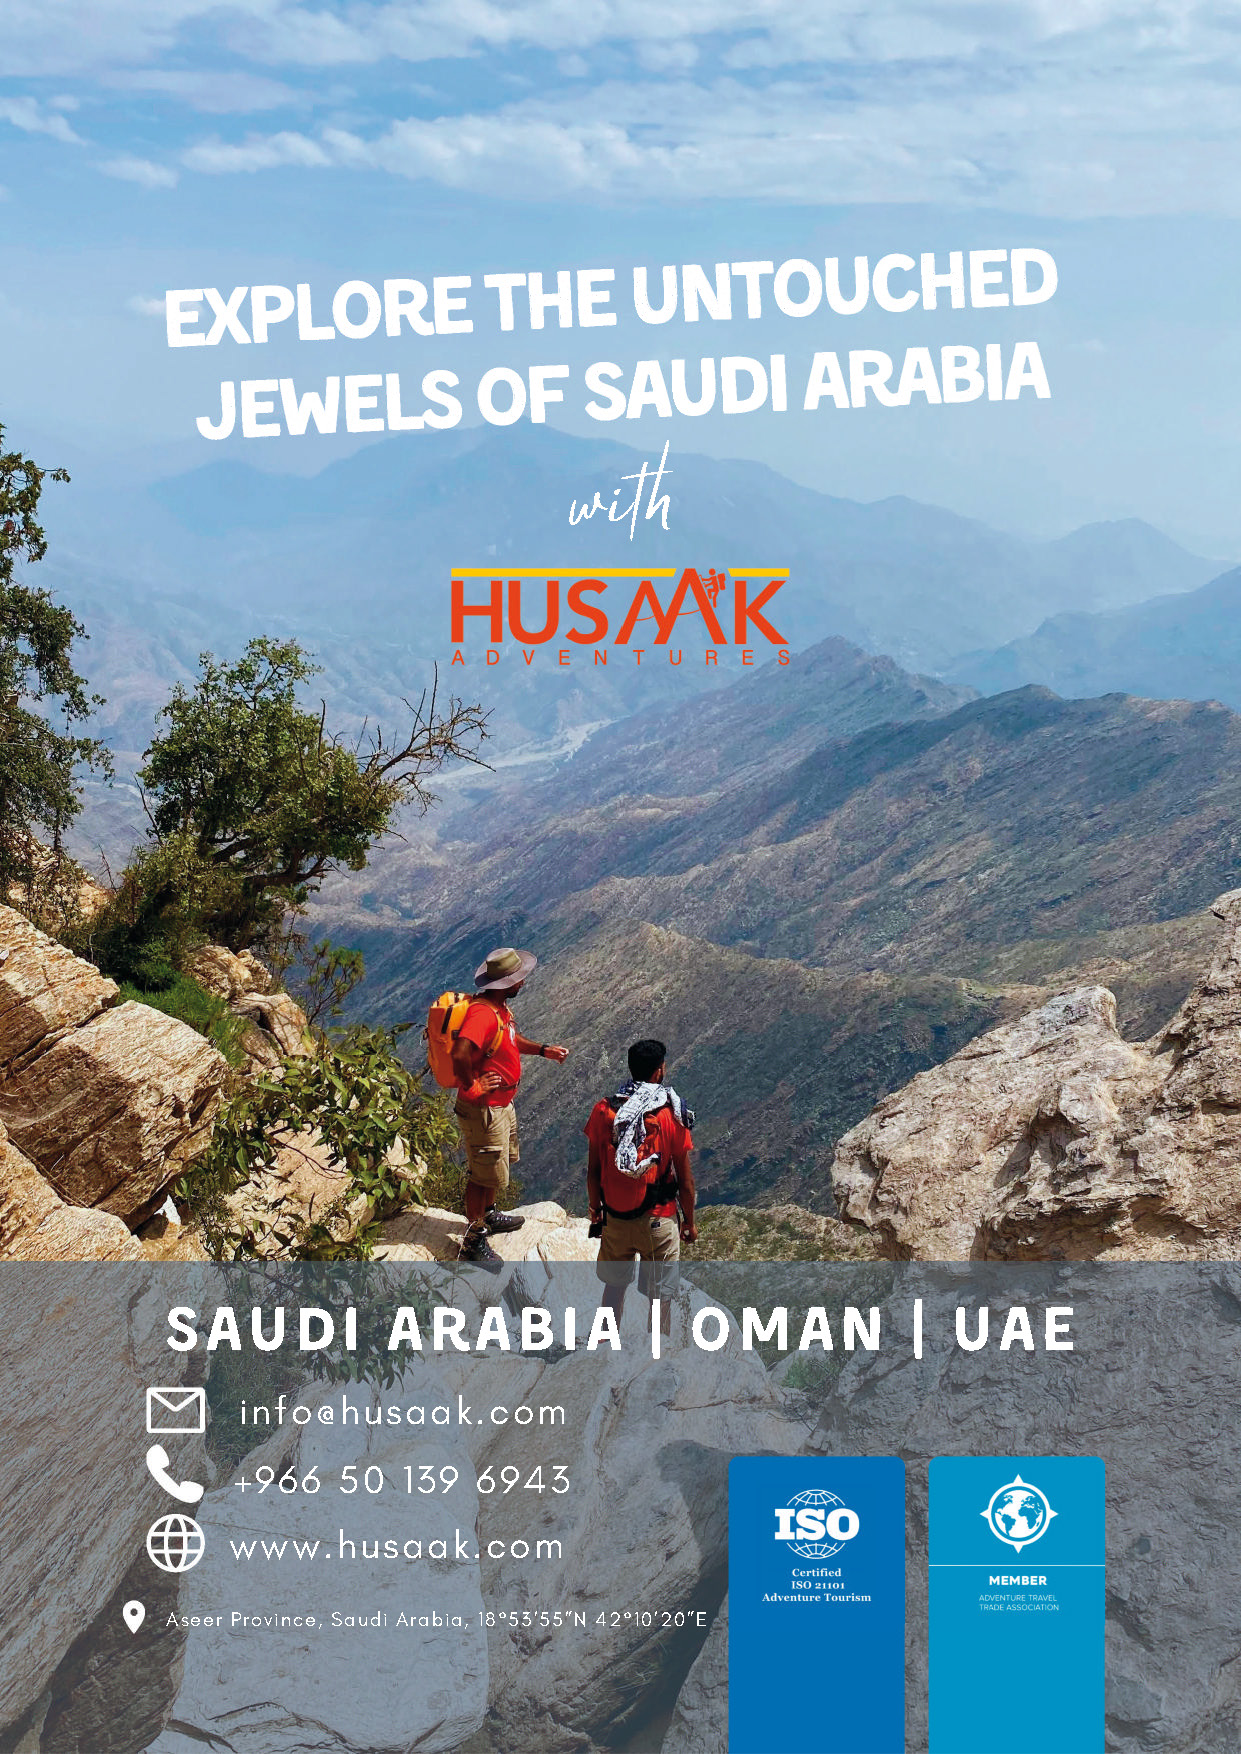 EXPLORE THE UNTOUCHED
JEWELS OF SAUDI ARABIA
with
HUSAAK
ADVENTURES
SAUDI ARABIA | OMAN | UAE
info@husaak.com
+966 50 139 6943
www.husaak.com
Aseer Province, Saudi Arabia, 18°53'55"N 42°10'20"E
ISO
Certified
ISO 21101
Adventure Tourism
MEMBER
ADVENTURE TRAVEL
TRADE ASSOCIATION